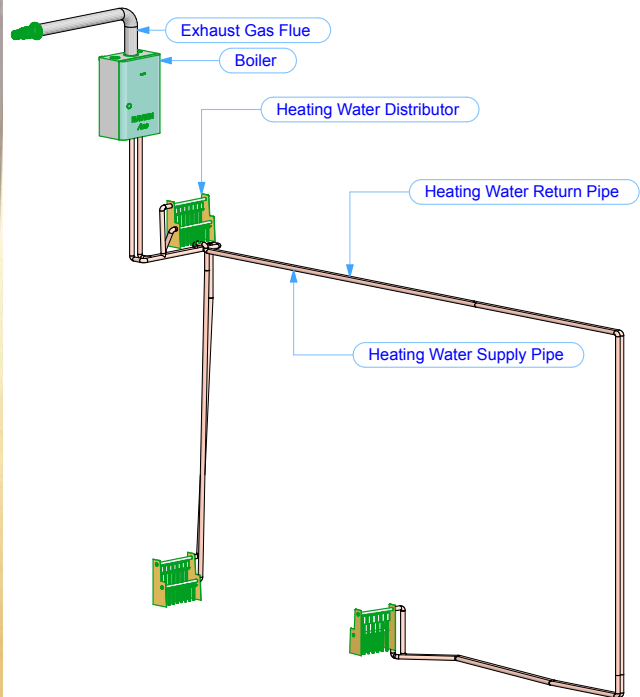 Exhaust Gas Flue
Boiler
Heating Water Distributor
Heating Water Return Pipe
Heating Water Supply Pipe